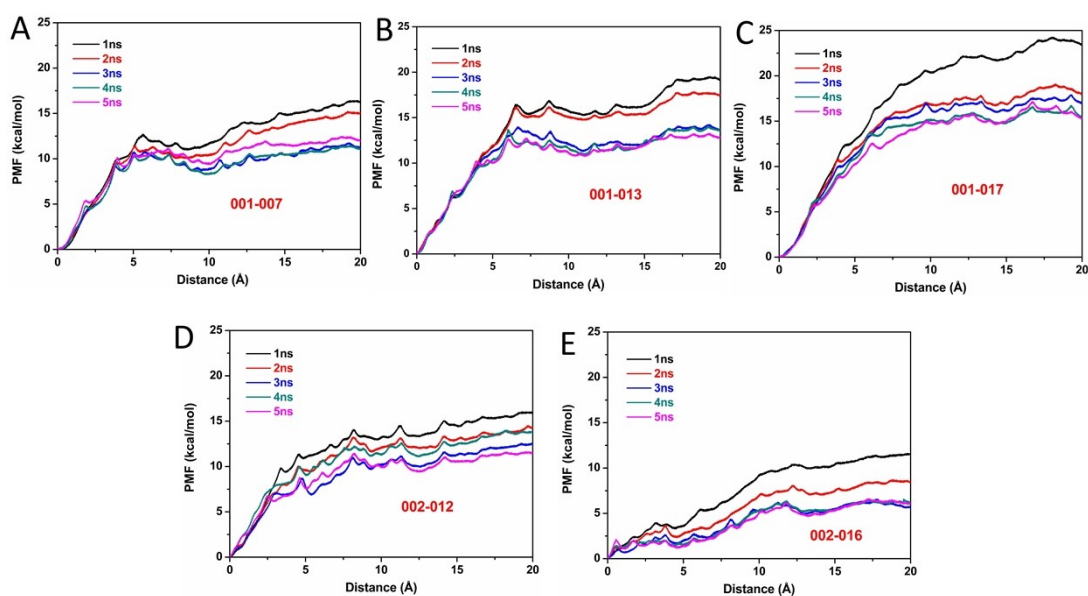 A
1ns
2ns
3ns
4ns
5ns
PMF (kcal/mol)
25
20
15
10
5
0
001-007
0 5 10 15 20
Distance (Å)
B
1ns
2ns
3ns
4ns
5ns
PMF (kcal/mol)
25
20
15
10
5
0
001-013
0 5 10 15 20
Distance (Å)
C
1ns
2ns
3ns
4ns
5ns
PMF (kcal/mol)
25
20
15
10
5
0
001-017
0 5 10 15 20
Distance (Å)
D
1ns
2ns
3ns
4ns
5ns
PMF (kcal/mol)
25
20
15
10
5
0
002-012
0 5 10 15 20
Distance (Å)
E
1ns
2ns
3ns
4ns
5ns
PMF (kcal/mol)
25
20
15
10
5
0
002-016
0 5 10 15 20
Distance (Å)